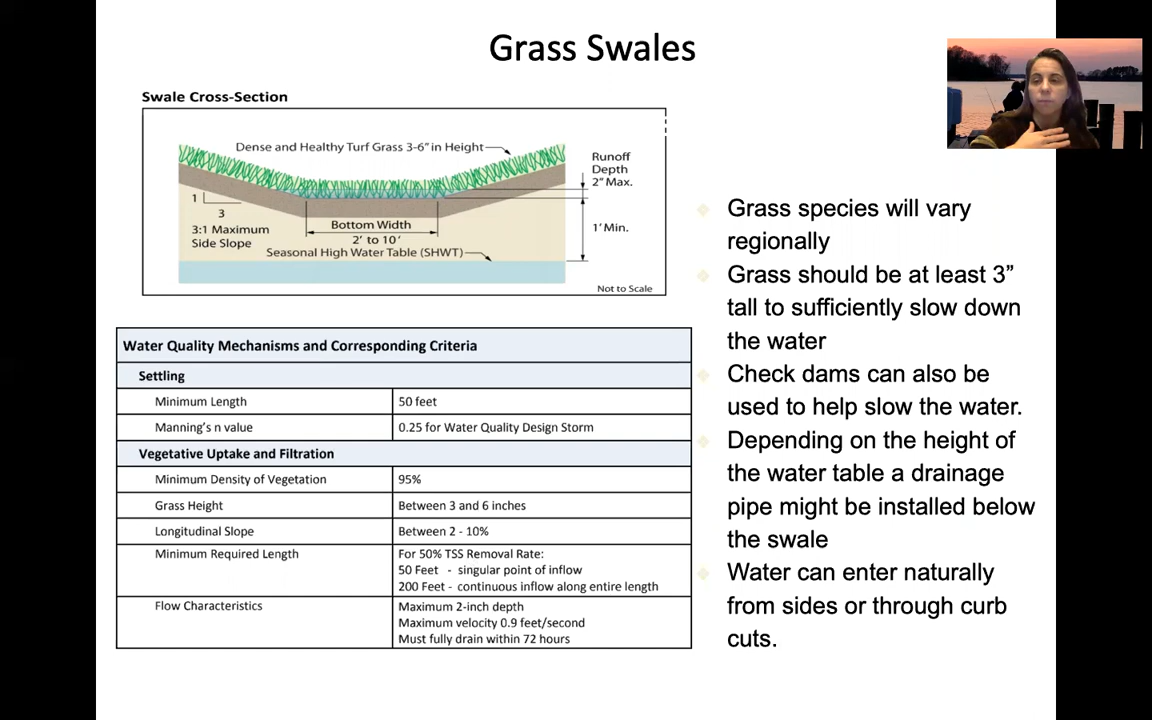 Grass Swales
Swale Cross-Section
Dense and Healthy Turf Grass 3-6” in Height
Runoff
Depth
2” Max.
1
3
3:1 Maximum
Side Slope
Bottom Width
2’ to 10’
1’ Min.
Seasonal High Water Table (SHWT)
Not to Scale
Water Quality Mechanisms and Corresponding Criteria
Settling
Minimum Length 50 feet
Manning’s n value 0.25 for Water Quality Design Storm
Vegetative Uptake and Filtration
Minimum Density of Vegetation 95%
Grass Height Between 3 and 6 inches
Longitudinal Slope Between 2 - 10%
Minimum Required Length For 50% TSS Removal Rate:
50 Feet - singular point of inflow
200 Feet - continuous inflow along entire length
Flow Characteristics Maximum 2-inch depth
Maximum velocity 0.9 feet/second
Must fully drain within 72 hours
Grass species will vary
regionally
Grass should be at least 3”
tall to sufficiently slow down
the water
Check dams can also be
used to help slow the water.
Depending on the height of
the water table a drainage
pipe might be installed below
the swale
Water can enter naturally
from sides or through curb
cuts.